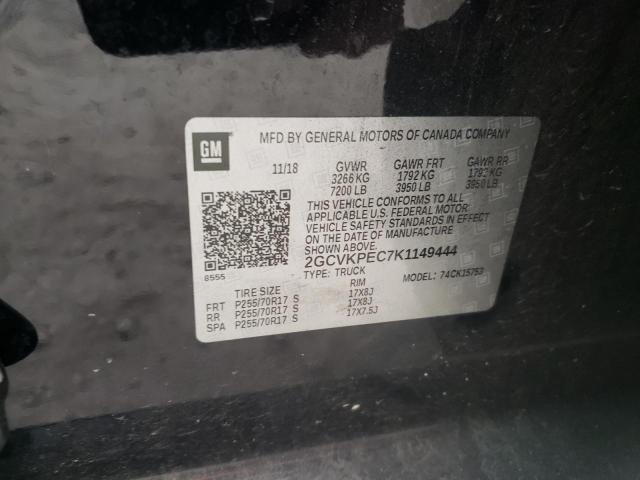 GM
MFD BY GENERAL MOTORS OF CANADA COMPANY
11/18 GVWR GAWR FRT GAWR RR
3266 KG 1792 KG 1792 KG
7200 LB 3950 LB 3950 LB
THIS VEHICLE CONFORMS TO ALL
APPLICABLE U.S. FEDERAL MOTOR
VEHICLE SAFETY STANDARDS IN EFFECT
ON THE DATE OF MANUFACTURE
SHOWN ABOVE.
8555 2GCVKPEC7K1149444
TYPE: TRUCK MODEL: 74CK15753
TIRE SIZE RIM
FRT P255/70R17 S 17X8J
RR P255/70R17 S 17X8J
SPA P255/70R17 S 17X7.5J